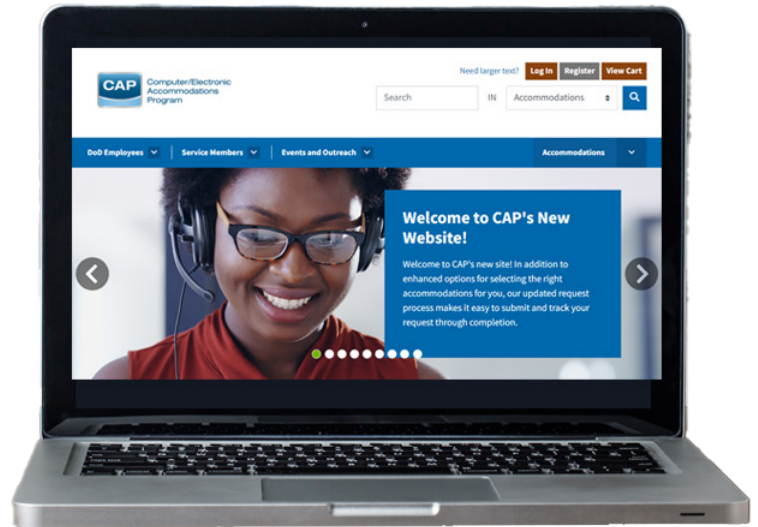 Need larger text? Log In Register View Cart
CAP Computer/Electronic
Accommodations
Program
Search IN Accommodations
DoD Employees Service Members Events and Outreach Accommodations
Welcome to CAP's New
Website!
Welcome to CAP's new site! In addition to
enhanced options for selecting the right
accommodations for you, our updated request
process makes it easy to submit and track your
request through completion.